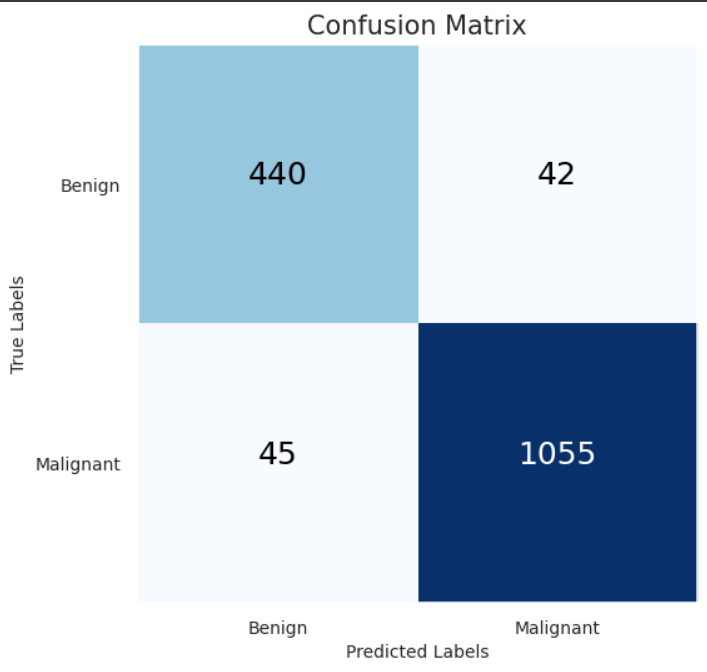 Confusion Matrix
True Labels
Benign
440
42
Malignant
45
1055
Benign
Malignant
Predicted Labels